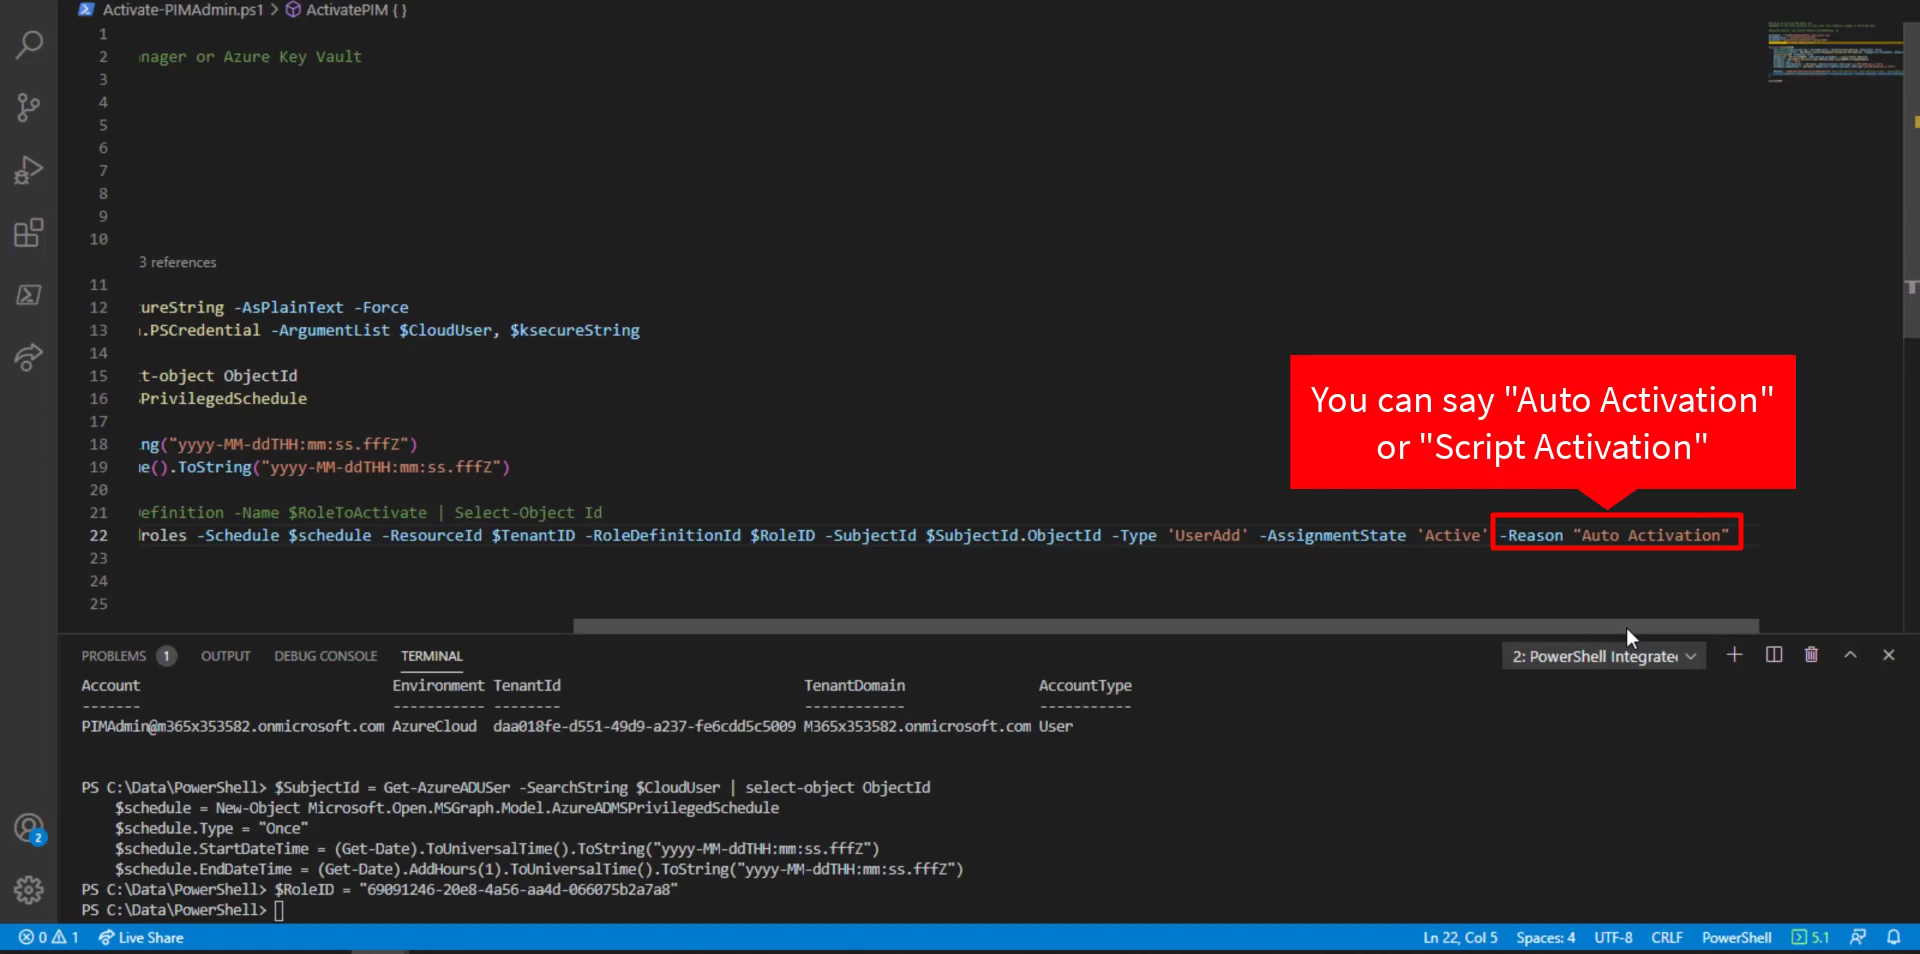 Activate-PIMAdmin.ps1 > ActivatePIM { }
1
2 nager or Azure Key Vault
3
4
5
6
7
8
9
10
3 references
11
12 ureString -AsPlainText -Force
13 .PSCredential -ArgumentList $CloudUser, $ksecureString
14
15 t-object ObjectId
16 PrivilegedSchedule
17
18 ng("yyyy-MM-ddTHH:mm:ss.fffZ")
19 e().ToString("yyyy-MM-ddTHH:mm:ss.fffZ")
20
21 efinition -Name $RoleToActivate | Select-Object Id
22 roles -Schedule $schedule -ResourceId $TenantID -RoleDefinitionId $RoleID -SubjectId $SubjectId.ObjectId -Type 'UserAdd' -AssignmentState 'Active' -Reason "Auto Activation"
23
24
25
You can say "Auto Activation"
or "Script Activation"
PROBLEMS 1 OUTPUT DEBUG CONSOLE TERMINAL 2: PowerShell Integrated
Account Environment TenantId TenantDomain AccountType
------- ----------- -------- ------------ -----------
PIMAdmin@m365x353582.onmicrosoft.com AzureCloud daa018fe-d551-49d9-a237-fe6cdd5c5009 M365x353582.onmicrosoft.com User
PS C:\Data\PowerShell> $SubjectId = Get-AzureADUSer -SearchString $CloudUser | select-object ObjectId
$schedule = New-Object Microsoft.Open.MSGraph.Model.AzureADMSPrivilegedSchedule
$schedule.Type = "Once"
$schedule.StartDateTime = (Get-Date).ToUniversalTime().ToString("yyyy-MM-ddTHH:mm:ss.fffZ")
$schedule.EndDateTime = (Get-Date).AddHours(1).ToUniversalTime().ToString("yyyy-MM-ddTHH:mm:ss.fffZ")
PS C:\Data\PowerShell> $RoleID = "69091246-20e8-4a56-aa4d-066075b2a7a8"
PS C:\Data\PowerShell>
2
0 1 Live Share Ln 22, Col 5 Spaces: 4 UTF-8 CRLF PowerShell 5.1